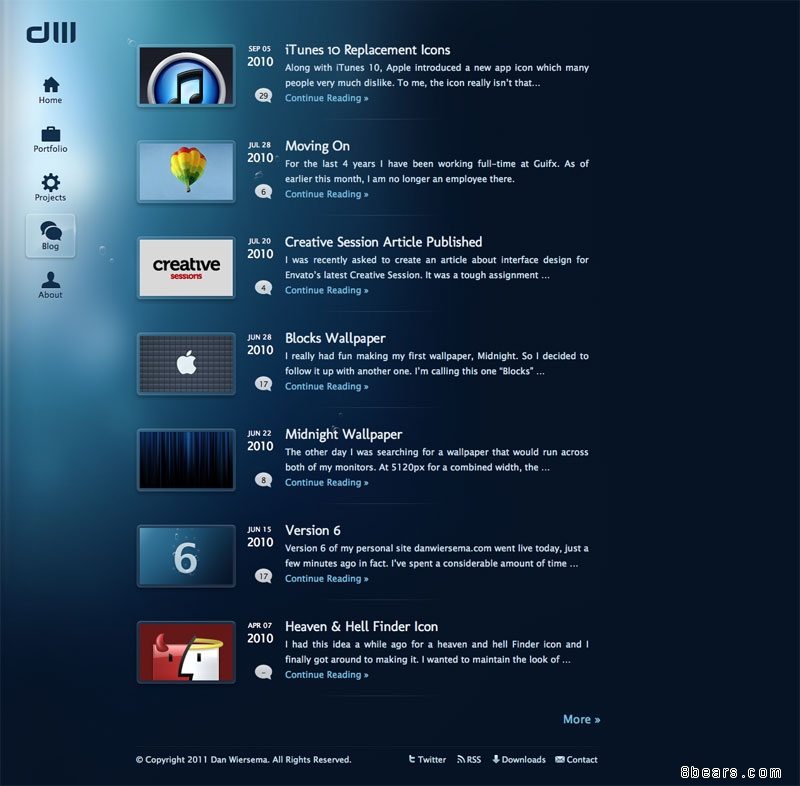 Home
Portfolio
Projects
Blog
About
SEP 05
2010
29
iTunes 10 Replacement Icons
Along with iTunes 10, Apple introduced a new app icon which many
people very much dislike. To me, the icon really isn't that...
Continue Reading »
JUL 28
2010
6
Moving On
For the last 4 years I have been working full-time at Guifx. As of
earlier this month, I am no longer an employee there.
Continue Reading »
creative
sessions
JUL 20
2010
4
Creative Session Article Published
I was recently asked to create an article about interface design for
Envato's latest Creative Session. It was a tough assignment ...
Continue Reading »
JUN 28
2010
17
Blocks Wallpaper
I really had fun making my first wallpaper, Midnight. So I decided to
follow it up with another one. I'm calling this one “Blocks” ...
Continue Reading »
JUN 22
2010
8
Midnight Wallpaper
The other day I was searching for a wallpaper that would run across
both of my monitors. At 5120px for a combined width, the ...
Continue Reading »
6
JUN 15
2010
17
Version 6
Version 6 of my personal site danwiersema.com went live today, just a
few minutes ago in fact. I've spent a considerable amount of time ...
Continue Reading »
APR 07
2010
Heaven & Hell Finder Icon
I had this idea a while ago for a heaven and hell Finder icon and I
finally got around to making it. I wanted to maintain the look of ...
Continue Reading »
More »
© Copyright 2011 Dan Wiersema. All Rights Reserved.
Twitter
RSS
Downloads
Contact
8bears.com